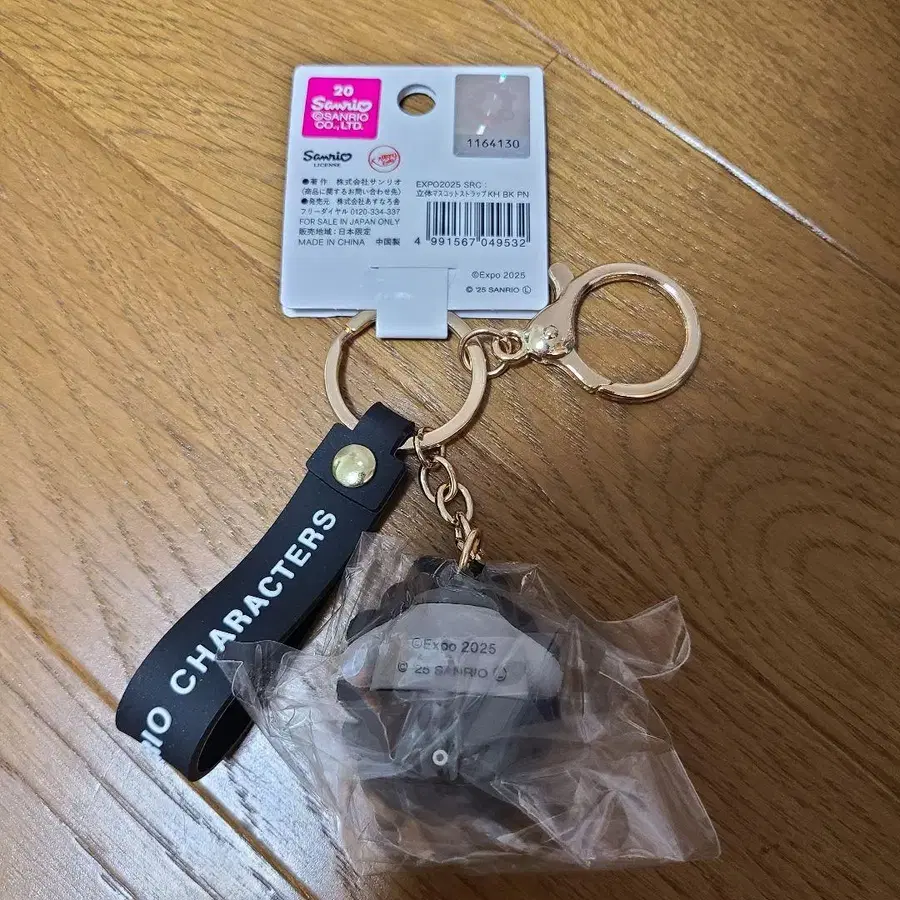 20
Sanrio
©SANRIO
CO., LTD.
1164130
Sanrio
LICENSE
●著作 株式会社サンリオ
(商品に関するお問い合わせ先)
●発売元 株式会社あすなろ舎
フリーダイヤル 0120-334-337
FOR SALE IN JAPAN ONLY
販売地域:日本限定
MADE IN CHINA 中国製
EXPO2025 SRC:
立体マスコットストラップKH BK PN
4 991567 049532
©Expo 2025
© '25 SANRIO Ⓛ
RIO CHARACTERS
©Expo 2025
© '25 SANRIO Ⓛ